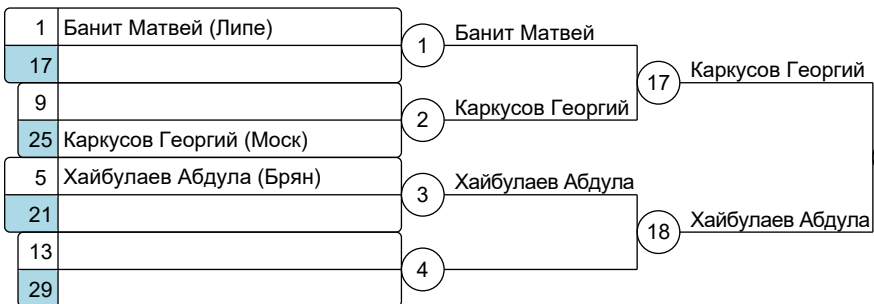 1 Банит Матвей (Липе)
17
9
25 Каркусов Георгий (Моск)
5 Хайбулаев Абдула (Брян)
21
13
29
1 Банит Матвей
2 Каркусов Георгий
3 Хайбулаев Абдула
4
17 Каркусов Георгий
18 Хайбулаев Абдула